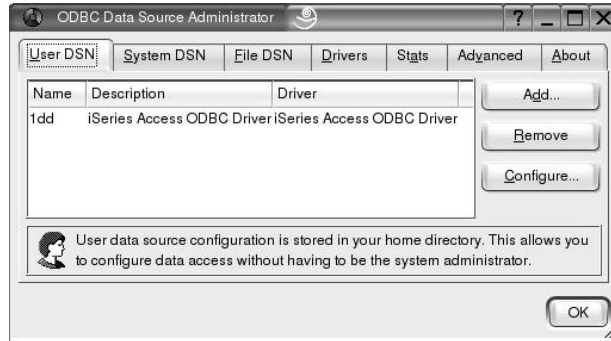 ODBC Data Source Administrator
User DSN System DSN File DSN Drivers Stats Advanced About
Name Description Driver
1dd iSeries Access ODBC Driver iSeries Access ODBC Driver
Add...
Remove
Configure...
User data source configuration is stored in your home directory. This allows you
to configure data access without having to be the system administrator.
OK